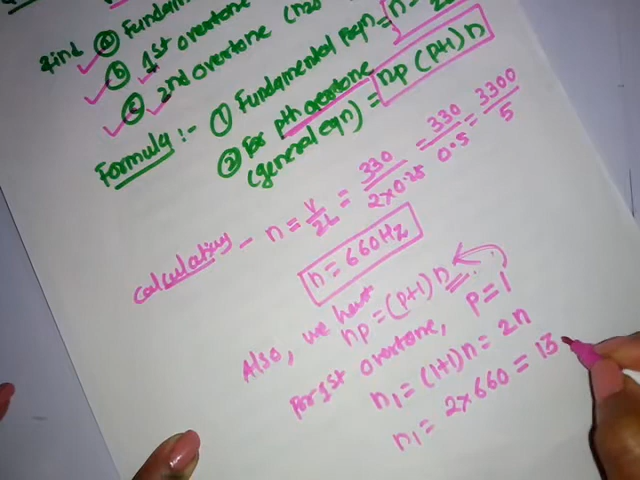 find ⓐ Fundam
ⓑ 1st overtone
ⓒ 2nd overtone
Formula :- ① Fundamental Feqn = n =
② For pth overtone
(general eqn) = np (P+1) n
Calculating - n = V/2L = 330/2×0.25 = 330/0.5 = 3300/5
n = 660Hz
Also, we have
np = (p+1) n
For 1st overtone, P = 1
n1 = (1+1) n = 2n
n1 = 2×660 = 13